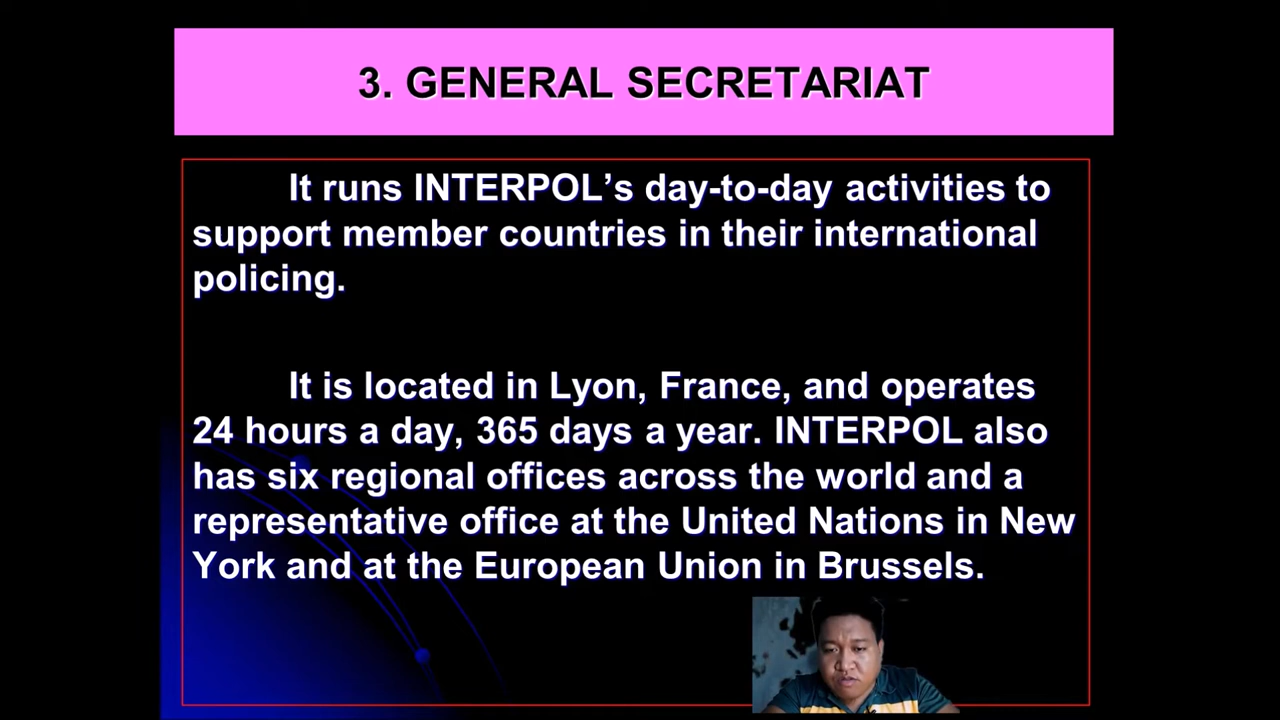 3. GENERAL SECRETARIAT
It runs INTERPOL’s day-to-day activities to
support member countries in their international
policing.
It is located in Lyon, France, and operates
24 hours a day, 365 days a year. INTERPOL also
has six regional offices across the world and a
representative office at the United Nations in New
York and at the European Union in Brussels.